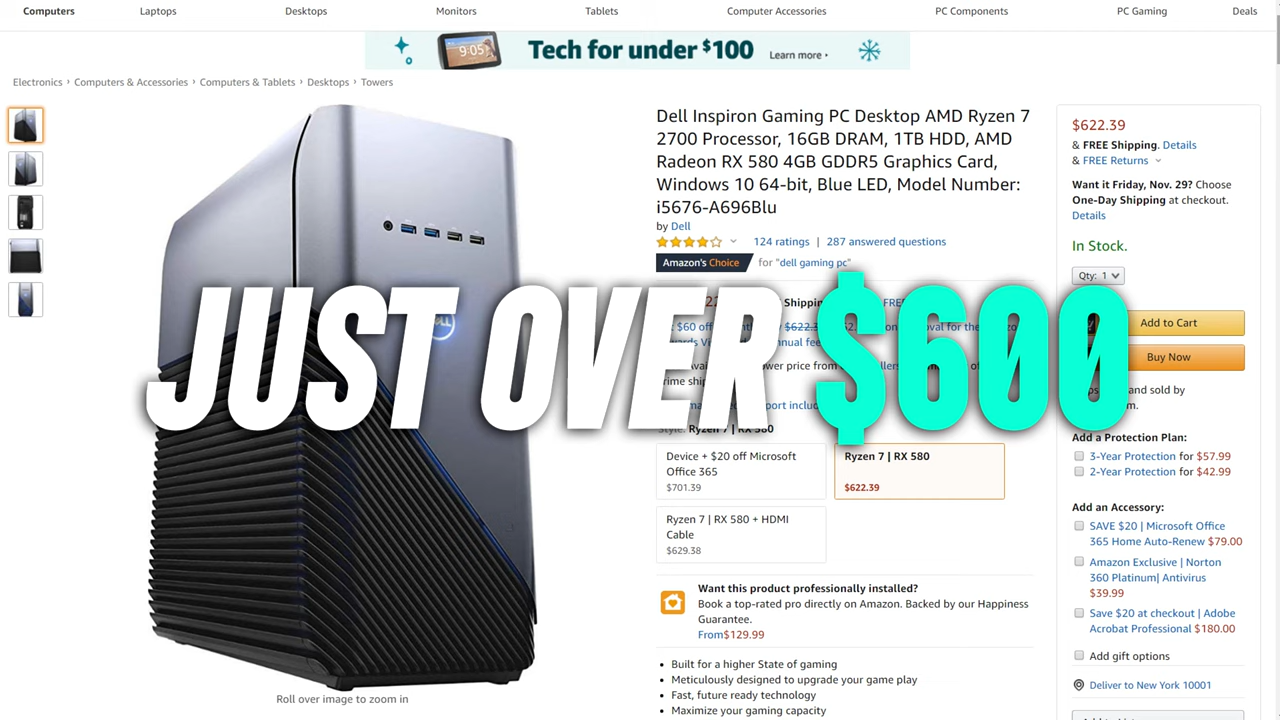 Computers
Laptops
Desktops
Monitors
Tablets
Computer Accessories
PC Components
PC Gaming
Deals
9:05
Tech for under $100
Learn more
Electronics › Computers & Accessories › Computers & Tablets › Desktops › Towers
Dell Inspiron Gaming PC Desktop AMD Ryzen 7
2700 Processor, 16GB DRAM, 1TB HDD, AMD
Radeon RX 580 4GB GDDR5 Graphics Card,
Windows 10 64-bit, Blue LED, Model Number:
i5676-A696Blu
by Dell
124 ratings | 287 answered questions
Amazon's Choice for "dell gaming pc"
JUST OVER $600
Ryzen 7 | RX 580
Device + $20 off Microsoft
Office 365
$701.39
Ryzen 7 | RX 580
$622.39
Ryzen 7 | RX 580 + HDMI
Cable
$629.38
Want this product professionally installed?
Book a top-rated pro directly on Amazon. Backed by our Happiness
Guarantee.
From$129.99
• Built for a higher State of gaming
• Meticulously designed to upgrade your game play
• Fast, future ready technology
• Maximize your gaming capacity
Roll over image to zoom in
$622.39
& FREE Shipping. Details
& FREE Returns
Want it Friday, Nov. 29? Choose
One-Day Shipping at checkout.
Details
In Stock.
Qty: 1
Add to Cart
Buy Now
and sold by
Add a Protection Plan:
3-Year Protection for $57.99
2-Year Protection for $42.99
Add an Accessory:
SAVE $20 | Microsoft Office
365 Home Auto-Renew $79.00
Amazon Exclusive | Norton
360 Platinum| Antivirus
$39.99
Save $20 at checkout | Adobe
Acrobat Professional $180.00
Add gift options
Deliver to New York 10001